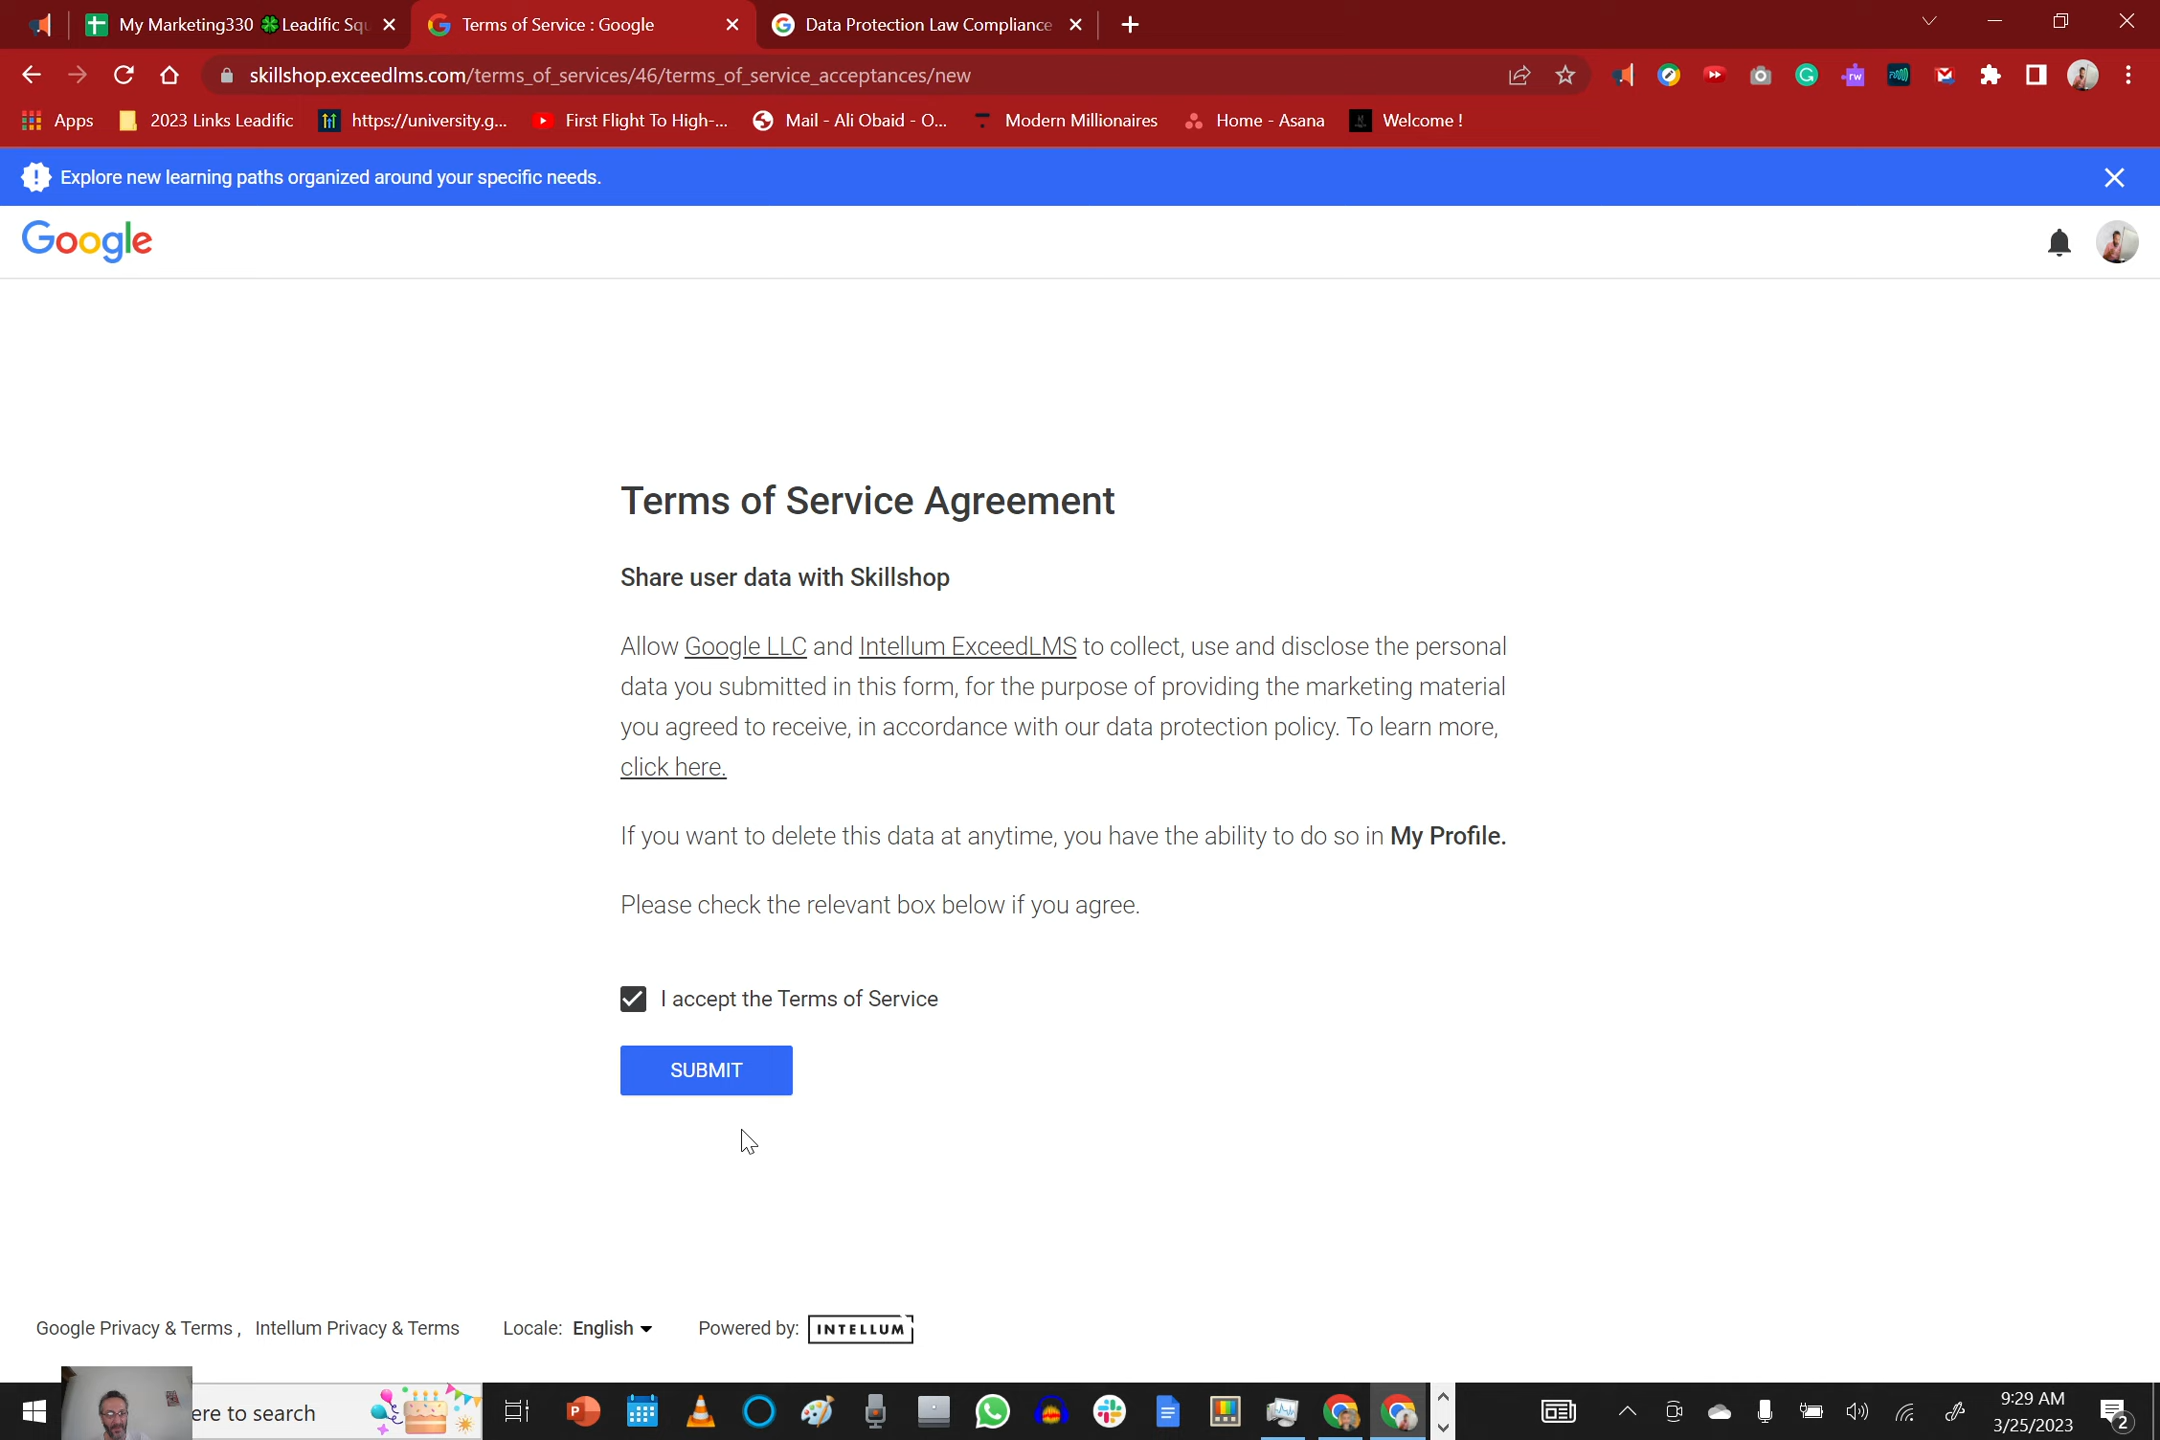 My Marketing330 🍀Leadific Squ
Terms of Service : Google
Data Protection Law Compliance
skillshop.exceedlms.com/terms_of_services/46/terms_of_service_acceptances/new
Apps
2023 Links Leadific
https://university.g...
First Flight To High-...
Mail - Ali Obaid - O...
Modern Millionaires
Home - Asana
Welcome !
Explore new learning paths organized around your specific needs.
Google
Terms of Service Agreement
Share user data with Skillshop
Allow Google LLC and Intellum ExceedLMS to collect, use and disclose the personal
data you submitted in this form, for the purpose of providing the marketing material
you agreed to receive, in accordance with our data protection policy. To learn more,
click here.
If you want to delete this data at anytime, you have the ability to do so in My Profile.
Please check the relevant box below if you agree.
I accept the Terms of Service
SUBMIT
Google Privacy & Terms ,
Intellum Privacy & Terms
Locale: English
Powered by: INTELLUM
ere to search
9:29 AM
3/25/2023
2